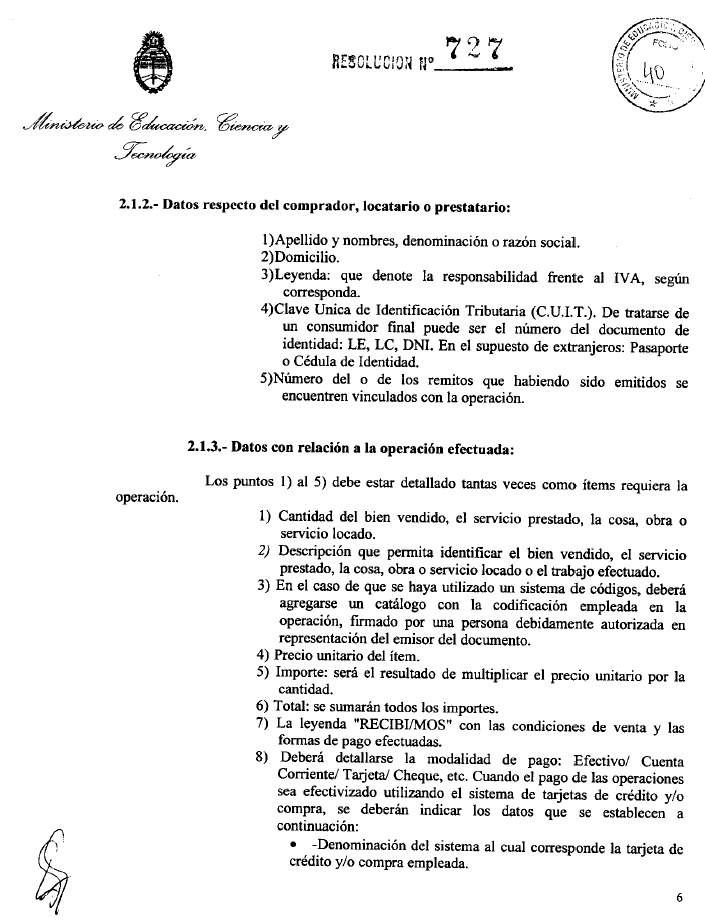 RESOLUCION Nº 727
MINISTERIO DE EDUCACION, CIEN
FOLIO
40
Ministerio de Educación, Ciencia y
Tecnología
2.1.2.- Datos respecto del comprador, locatario o prestatario:
1)Apellido y nombres, denominación o razón social.
2)Domicilio.
3)Leyenda: que denote la responsabilidad frente al IVA, según
corresponda.
4)Clave Unica de Identificación Tributaria (C.U.I.T.). De tratarse de
un consumidor final puede ser el número del documento de
identidad: LE, LC, DNI. En el supuesto de extranjeros: Pasaporte
o Cédula de Identidad.
5)Número del o de los remitos que habiendo sido emitidos se
encuentren vinculados con la operación.
2.1.3.- Datos con relación a la operación efectuada:
Los puntos 1) al 5) debe estar detallado tantas veces como ítems requiera la
operación.
1) Cantidad del bien vendido, el servicio prestado, la cosa, obra o
servicio locado.
2) Descripción que permita identificar el bien vendido, el servicio
prestado, la cosa, obra o servicio locado o el trabajo efectuado.
3) En el caso de que se haya utilizado un sistema de códigos, deberá
agregarse un catálogo con la codificación empleada en la
operación, firmado por una persona debidamente autorizada en
representación del emisor del documento.
4) Precio unitario del ítem.
5) Importe: será el resultado de multiplicar el precio unitario por la
cantidad.
6) Total: se sumarán todos los importes.
7) La leyenda "RECIBI/MOS" con las condiciones de venta y las
formas de pago efectuadas.
8) Deberá detallarse la modalidad de pago: Efectivo/ Cuenta
Corriente/ Tarjeta/ Cheque, etc. Cuando el pago de las operaciones
sea efectivizado utilizando el sistema de tarjetas de crédito y/o
compra, se deberán indicar los datos que se establecen a
continuación:
• -Denominación del sistema al cual corresponde la tarjeta de
crédito y/o compra empleada.
6